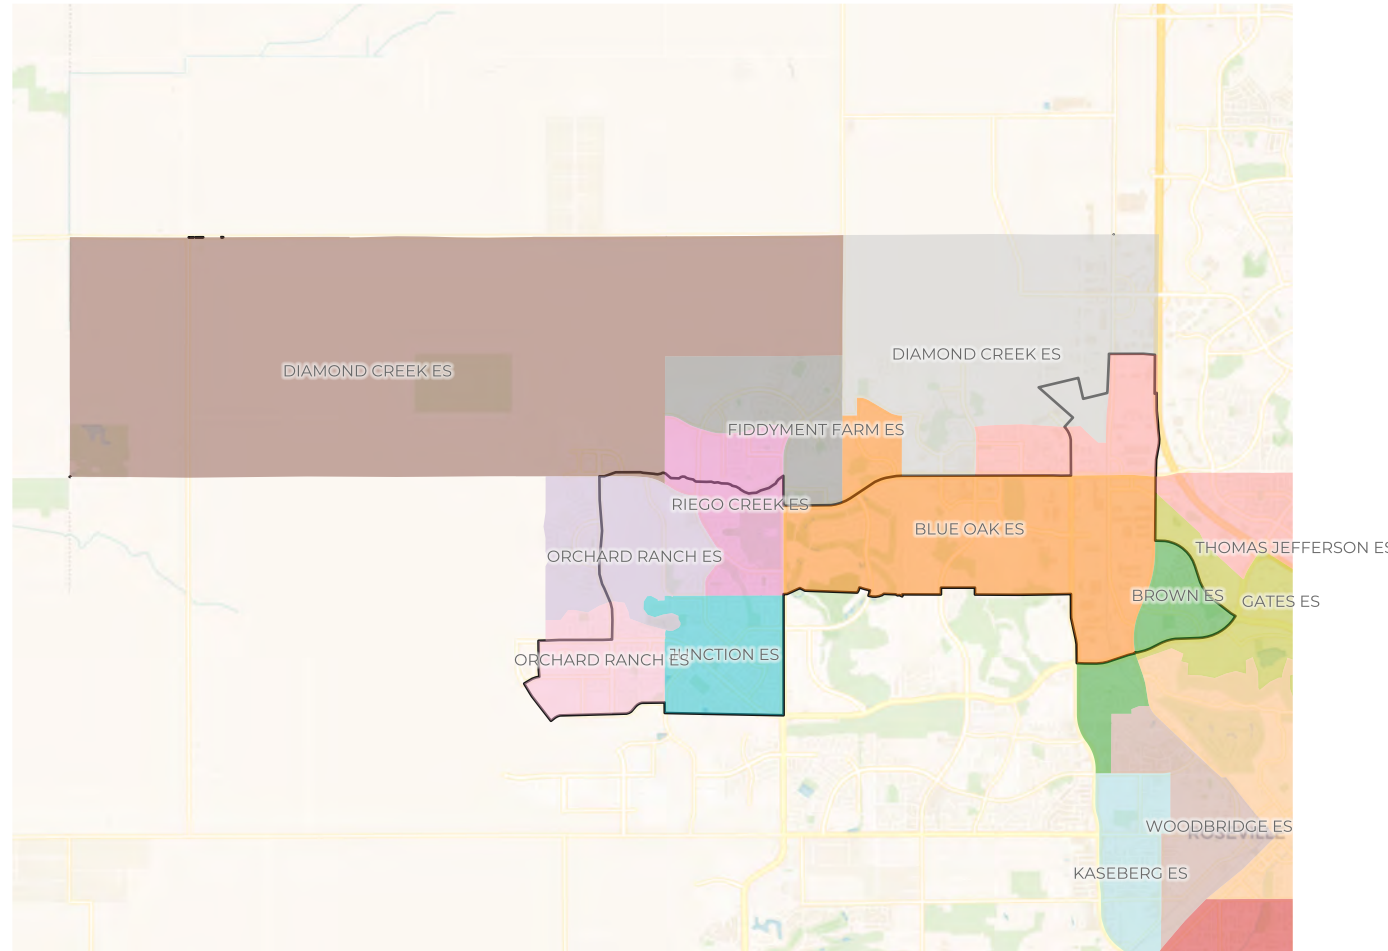 DIAMOND CREEK ES
DIAMOND CREEK ES
FIDDYMENT FARM ES
RIEGO CREEK ES
BLUE OAK ES
THOMAS JEFFERSON ES
ORCHARD RANCH ES
BROWN ES
GATES ES
ORCHARD RANCH ES
JUNCTION ES
WOODBRIDGE ES
ROSEVILLE
KASEBERG ES